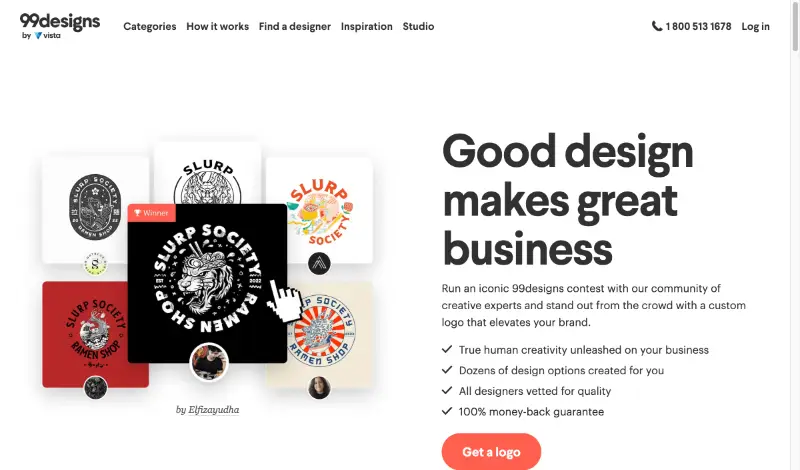 99designs
by vista
Categories How it works Find a designer Inspiration Studio
1 800 513 1678 Log in
SLURP SOCIETY
SLURP
SLURP SOCIETY
Winner
SLURP SOCIETY
EST 2022
RAMEN SHOP
SLURP SOCIETY
RAMEN SHOP
SLURP SOCIETY
RAMEN SHOP
by Elfizayudha
Good design
makes great
business
Run an iconic 99designs contest with our community of
creative experts and stand out from the crowd with a custom
logo that elevates your brand.
True human creativity unleashed on your business
Dozens of design options created for you
All designers vetted for quality
100% money-back guarantee
Get a logo